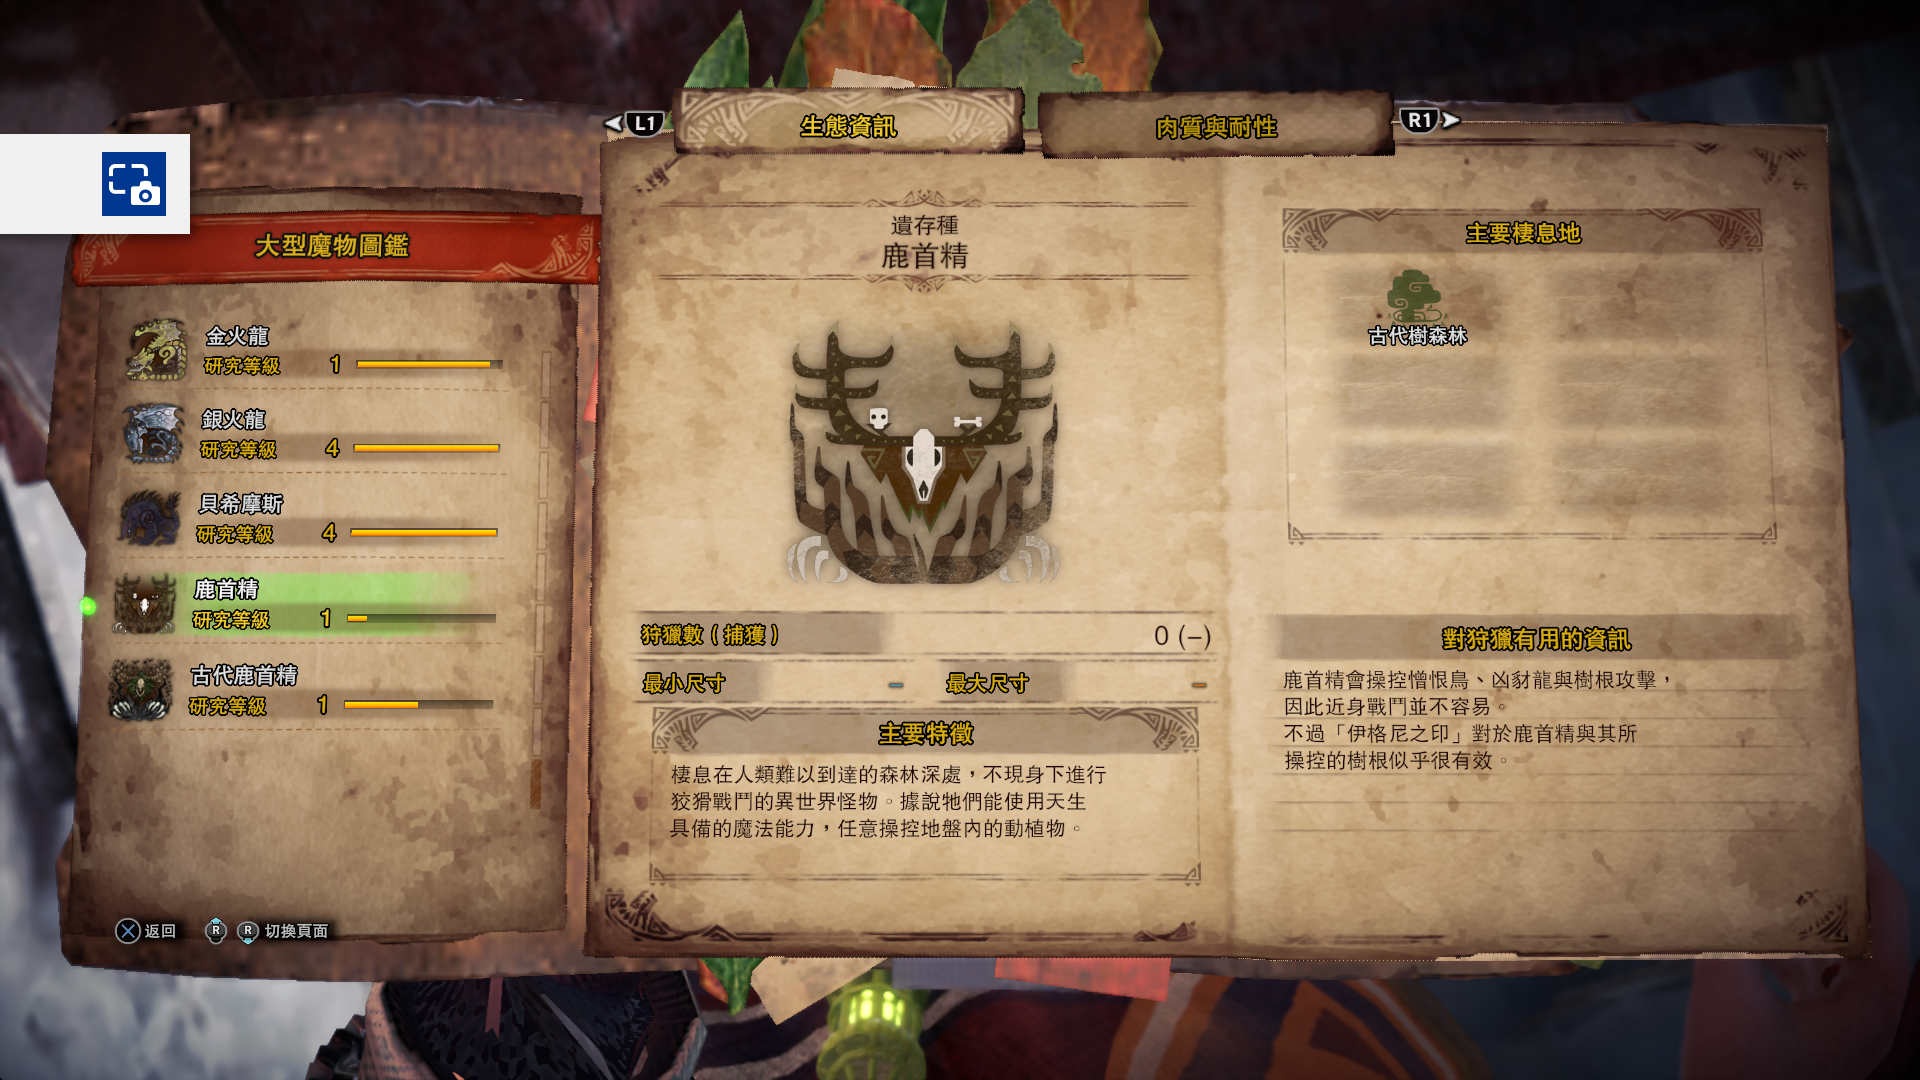 L1
生態資訊
肉質與耐性
R1
大型魔物圖鑑
金火龍
研究等級 1
銀火龍
研究等級 4
貝希摩斯
研究等級 4
鹿首精
研究等級 1
古代鹿首精
研究等級 1
返回 R R 切換頁面
遺存種
鹿首精
狩獵數(捕獲) 0 (–)
最小尺寸 – 最大尺寸 –
主要特徵
棲息在人類難以到達的森林深處,不現身下進行
狡猾戰鬥的異世界怪物。據說牠們能使用天生
具備的魔法能力,任意操控地盤內的動植物。
主要棲息地
古代樹森林
對狩獵有用的資訊
鹿首精會操控憎恨鳥、凶豺龍與樹根攻擊,
因此近身戰鬥並不容易。
不過「伊格尼之印」對於鹿首精與其所
操控的樹根似乎很有效。